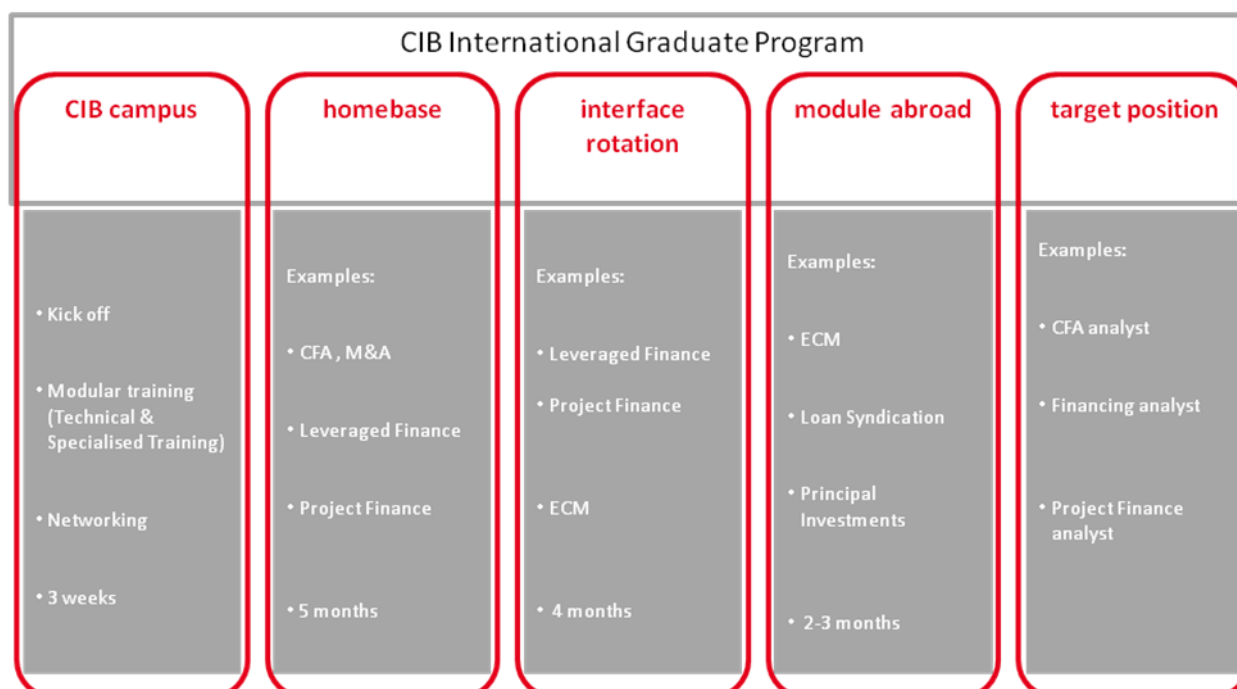 CIB International Graduate Program
CIB campus
• Kick off
• Modular training
(Technical &
Specialised Training)
• Networking
• 3 weeks
homebase
Examples:
• CFA , M&A
• Leveraged Finance
• Project Finance
• 5 months
interface
rotation
Examples:
• Leveraged Finance
• Project Finance
• ECM
• 4 months
module abroad
Examples:
• ECM
• Loan Syndication
• Principal
Investments
• 2-3 months
target position
Examples:
• CFA analyst
• Financing analyst
• Project Finance
analyst